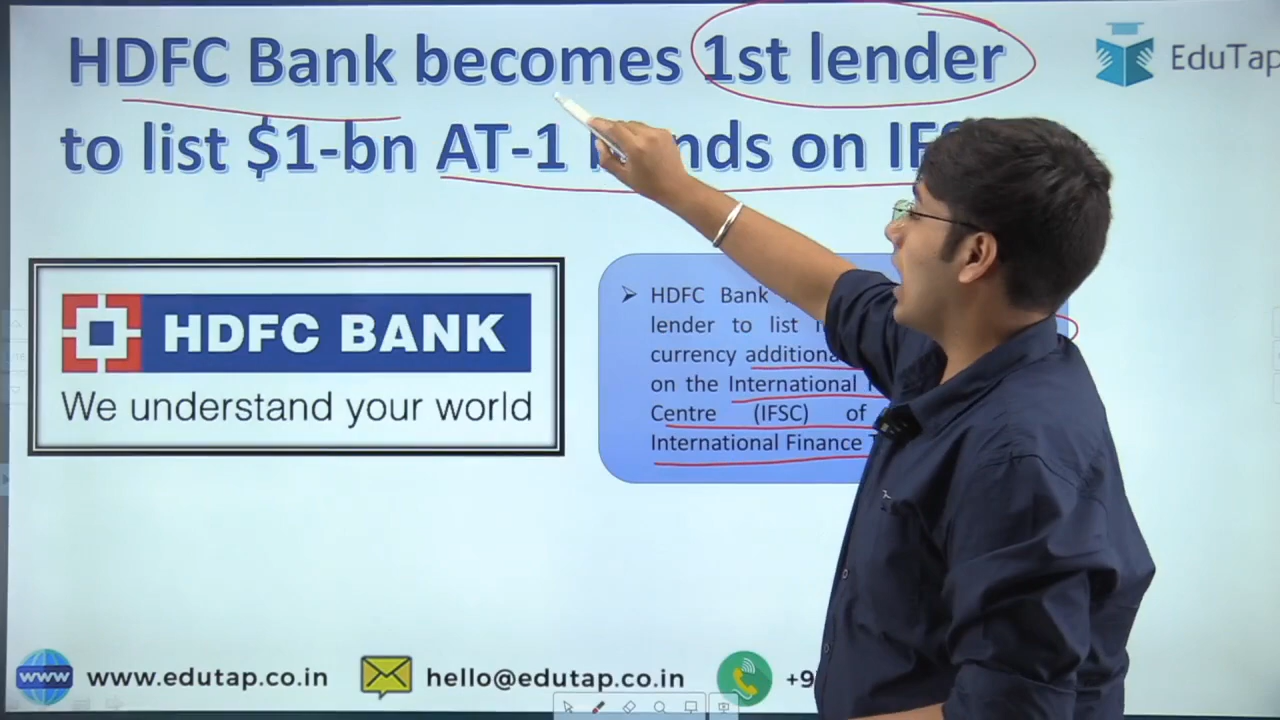 HDFC Bank becomes 1st lender
EduTap
to list $1-bn AT-1 on
HDFC Bank
lender to list
currency
on the International
Centre (IFSC) of
International Finance
HDFC BANK
We understand your world
www www.edutap.co.in
hello@edutap.co.in
+9